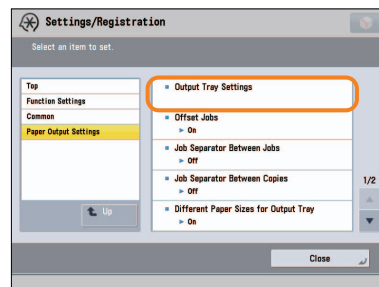 Settings/Registration
Select an item to set.
Top
Function Settings
Common
Paper Output Settings
Up
Output Tray Settings
Offset Jobs
► On
Job Separator Between Jobs
► Off
Job Separator Between Copies
► Off
Different Paper Sizes for Output Tray
► On
1/2
Close